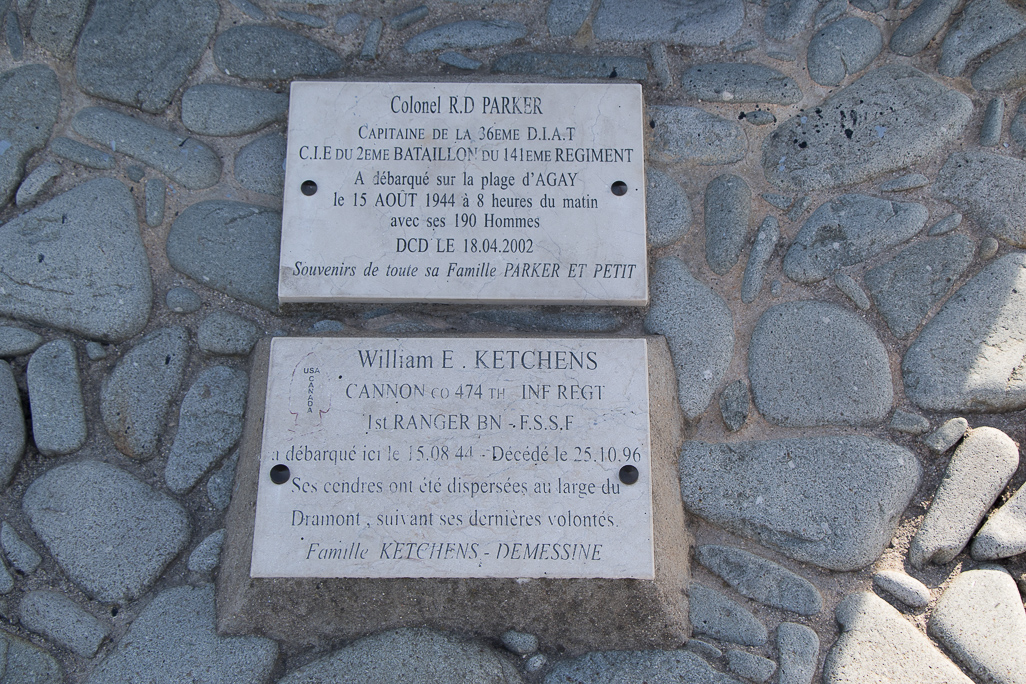 Colonel R.D PARKER
CAPITAINE DE LA 36EME D.I.A.T
C.I.E DU 2EME BATAILLON DU 141EME REGIMENT
A débarqué sur la plage d'AGAY
le 15 AOÛT 1944 à 8 heures du matin
avec ses 190 Hommes
DCD LE 18.04.2002
Souvenirs de toute sa Famille PARKER ET PETIT
USA
CANADA
William E . KETCHENS
CANNON CO 474 TH INF REGT
1st RANGER BN - F.S.S.F
a débarqué ici le 15.08 44 - Décédé le 25.10.96
Ses cendres ont été dispersées au large du
Dramont , suivant ses dernières volontés.
Famille KETCHENS - DEMESSINE